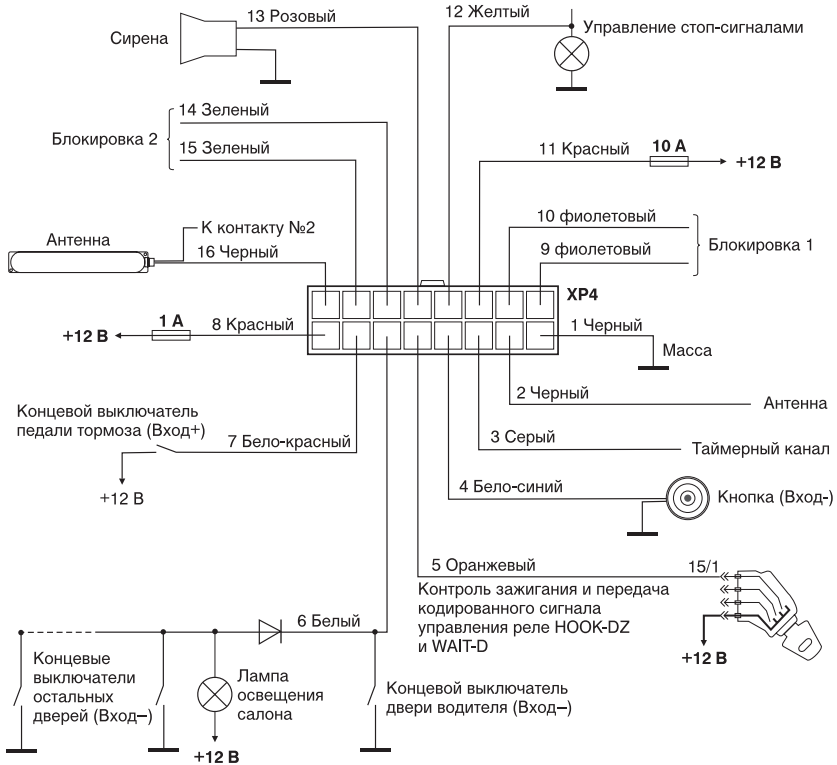 13 Розовый
12 Желтый
Сирена
Управление стоп-сигналами
14 Зеленый
Блокировка 2
15 Зеленый
11 Красный
10 А
+12 В
10 фиолетовый
К контакту №2
Антенна
16 Черный
9 фиолетовый
Блокировка 1
XP4
+12 В
1 А
8 Красный
1 Черный
Масса
2 Черный
Антенна
Концевой выключатель
педали тормоза (Вход+)
7 Бело-красный
3 Серый
Таймерный канал
+12 В
4 Бело-синий
Кнопка (Вход-)
5 Оранжевый
15/1
Контроль зажигания и передача
кодированного сигнала
управления реле HOOK-DZ
и WAIT-D
+12 В
6 Белый
Концевые
выключатели
остальных
дверей (Вход–)
Лампа
освещения
салона
+12 В
Концевой выключатель
двери водителя (Вход–)